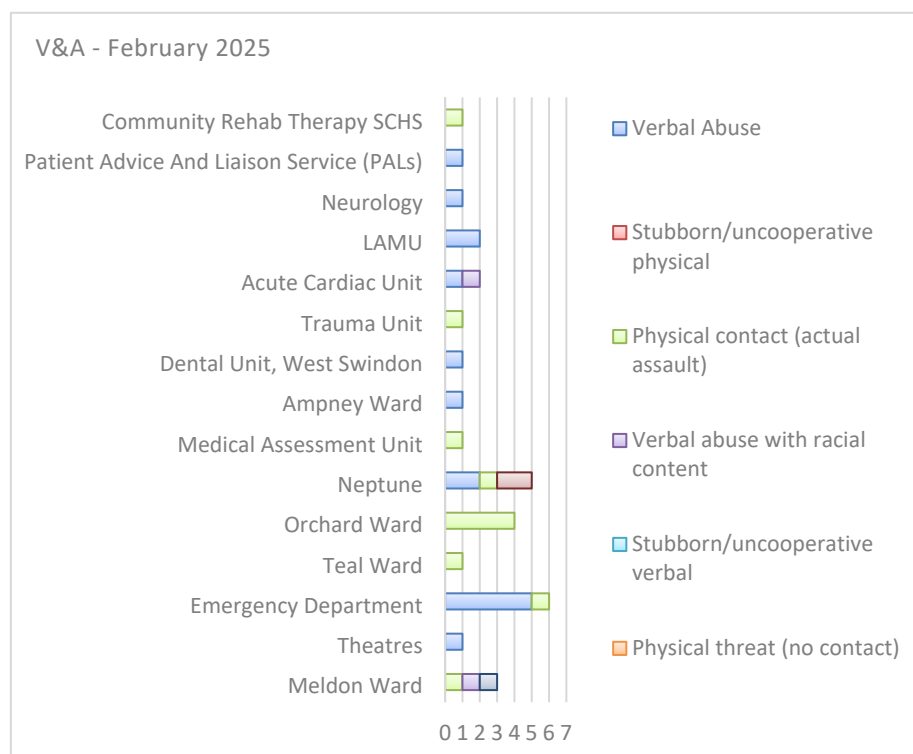 V&A - February 2025
Community Rehab Therapy SCHS
Patient Advice And Liaison Service (PALs)
Neurology
LAMU
Acute Cardiac Unit
Trauma Unit
Dental Unit, West Swindon
Ampney Ward
Medical Assessment Unit
Neptune
Orchard Ward
Teal Ward
Emergency Department
Theatres
Meldon Ward
0 1 2 3 4 5 6 7
Verbal Abuse
Stubborn/uncooperative
physical
Physical contact (actual
assault)
Verbal abuse with racial
content
Stubborn/uncooperative
verbal
Physical threat (no contact)